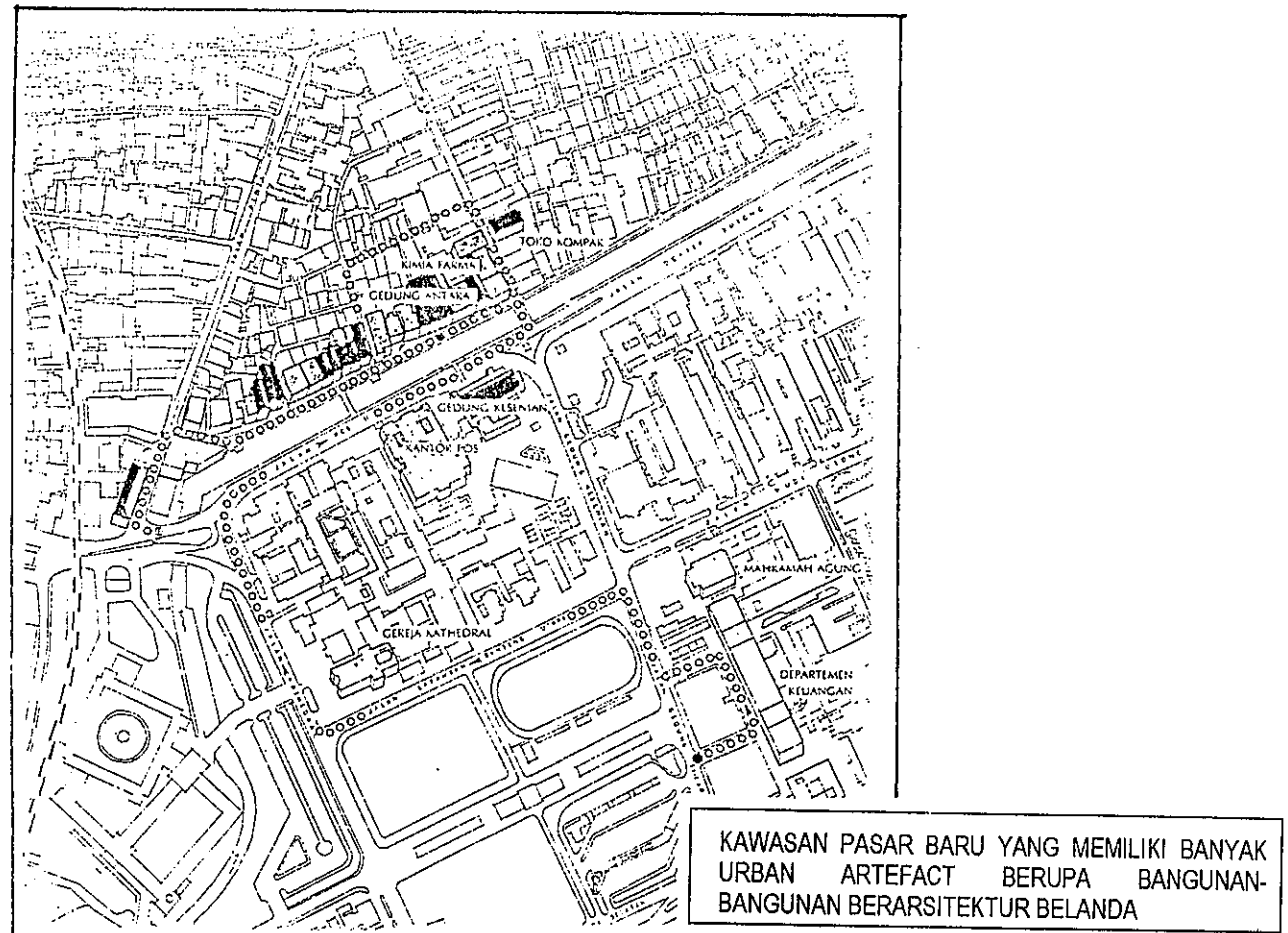 TOKO KOMPAK
KIMIA FARMA
GEDUNG ANTARA
GEDUNG KESENIAN
KANTOR POS
MAHKAMAH AGUNG
GEREJA KATHEDRAL
DEPARTEMEN
KEUANGAN
KAWASAN PASAR BARU YANG MEMILIKI BANYAK
URBAN ARTEFACT BERUPA BANGUNAN-
BANGUNAN BERARSITEKTUR BELANDA